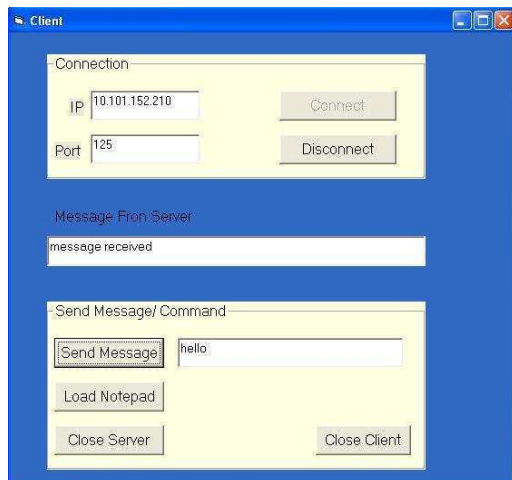 Client
Connection
IP 10.101.152.210 Connect
Port 125 Disconnect
Message Fron Server
message received
Send Message/ Command
Send Message hello
Load Notepad
Close Server Close Client